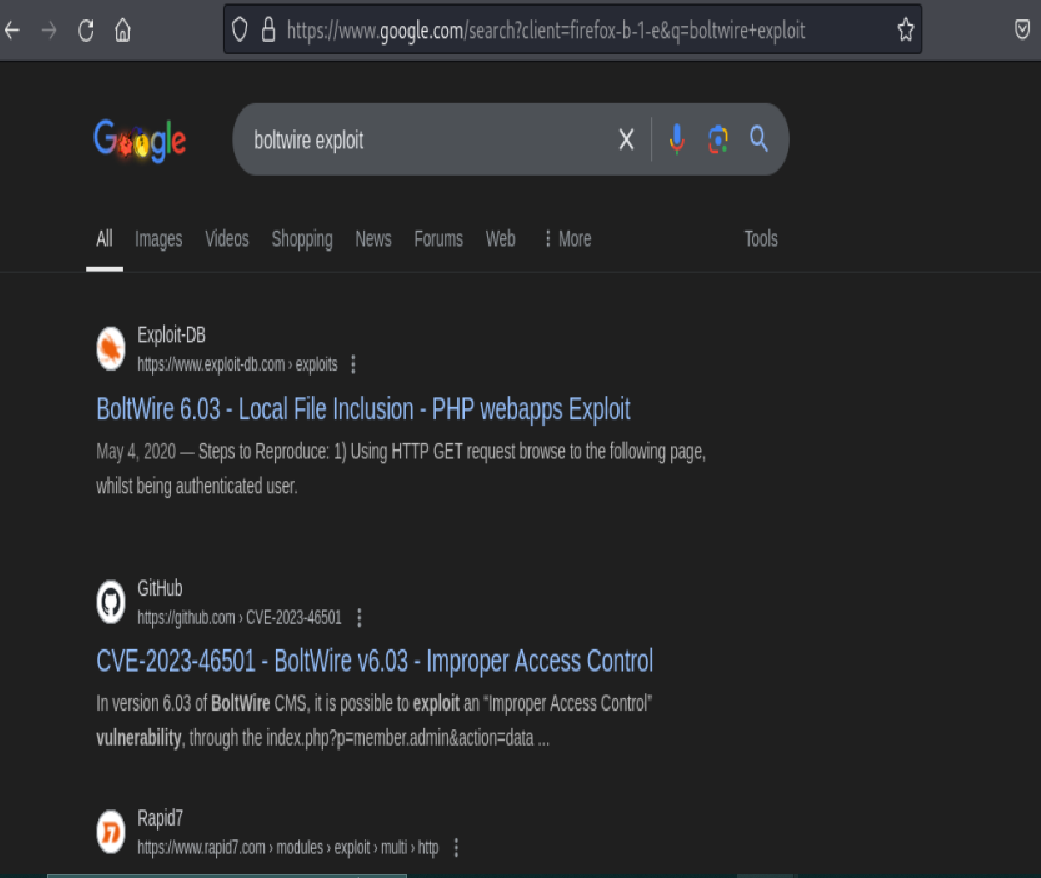 https://www.google.com/search?client=firefox-b-1-e&q=boltwire+exploit
Google
boltwire exploit
All Images Videos Shopping News Forums Web More Tools
Exploit-DB
https://www.exploit-db.com › exploits
BoltWire 6.03 - Local File Inclusion - PHP webapps Exploit
May 4, 2020 — Steps to Reproduce: 1) Using HTTP GET request browse to the following page,
whilst being authenticated user.
GitHub
https://github.com › CVE-2023-46501
CVE-2023-46501 - BoltWire v6.03 - Improper Access Control
In version 6.03 of BoltWire CMS, it is possible to exploit an “Improper Access Control”
vulnerability, through the index.php?p=member.admin&action=data ...
Rapid7
https://www.rapid7.com › modules › exploit › multi › http